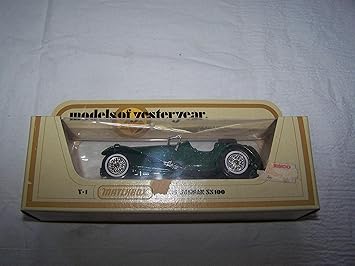 models of yesteryear.
Y-1 MATCHBOX JAGUAR SS100